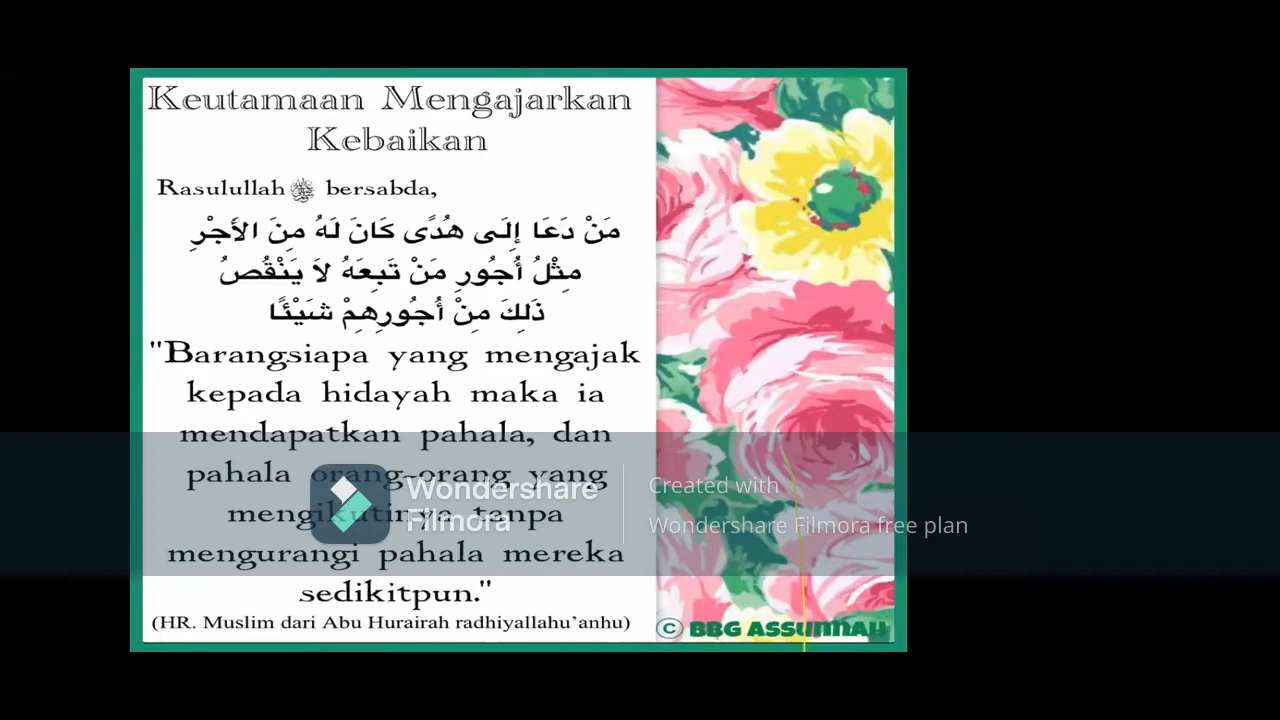 Keutamaan Mengajarkan
Kebaikan
Rasulullah ﷺ bersabda,
مَنْ دَعَا إِلَى هُدًى كَانَ لَهُ مِنَ الأَجْرِ
مِثْلُ أُجُورِ مَنْ تَبِعَهُ لاَ يَنْقُصُ
ذَلِكَ مِنْ أُجُورِهِمْ شَيْئًا
"Barangsiapa yang mengajak
kepada hidayah maka ia
mendapatkan pahala, dan
pahala orang-orang yang
mengikutinya tanpa
mengurangi pahala mereka
sedikitpun."
(HR. Muslim dari Abu Hurairah radhiyallahu'anhu)
© BBG ASSUNNAH
Wondershare
Filmora
Created with
Wondershare Filmora free plan